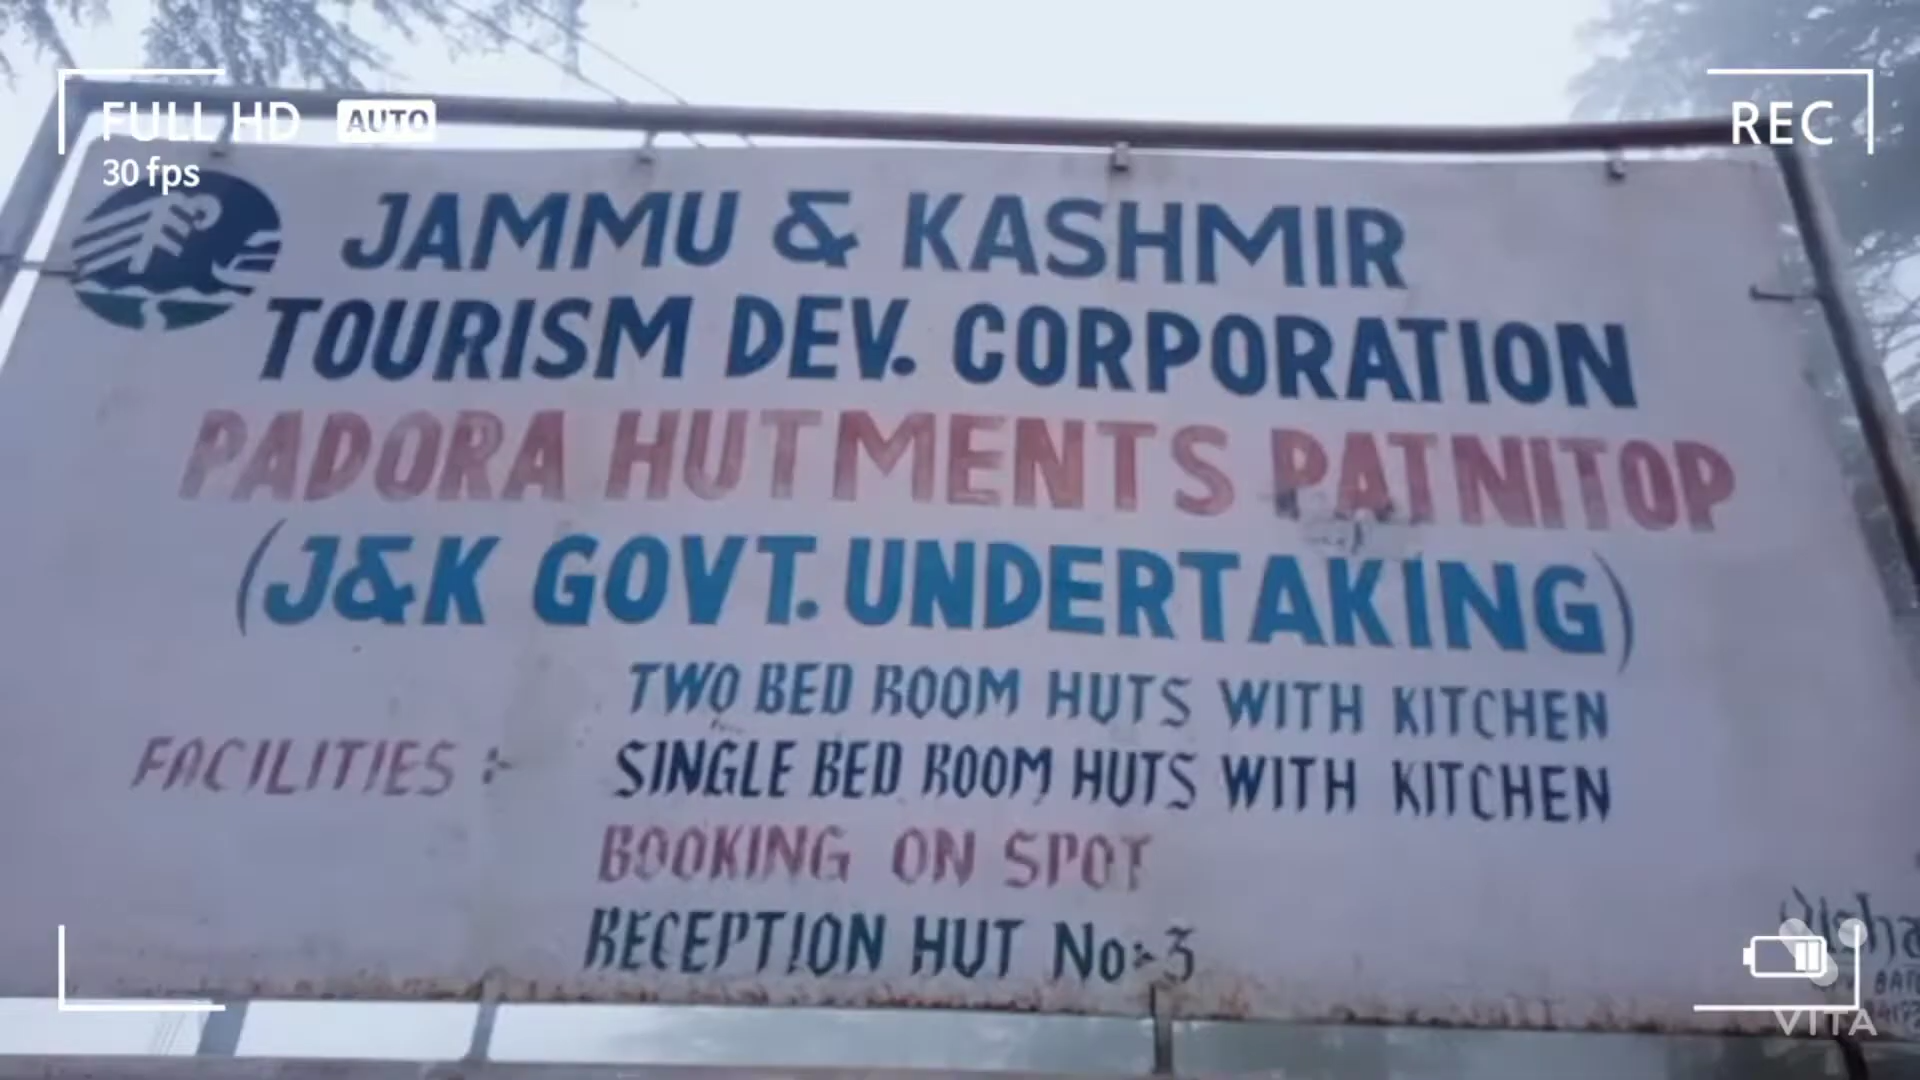 FULL HD AUTO
REC
30 fps
JAMMU & KASHMIR
TOURISM DEV. CORPORATION
PADORA HUTMENTS PATNITOP
(J&K GOVT. UNDERTAKING)
TWO BED ROOM HUTS WITH KITCHEN
FACILITIES :- SINGLE BED ROOM HUTS WITH KITCHEN
BOOKING ON SPOT
RECEPTION HUT No:-3
VITA